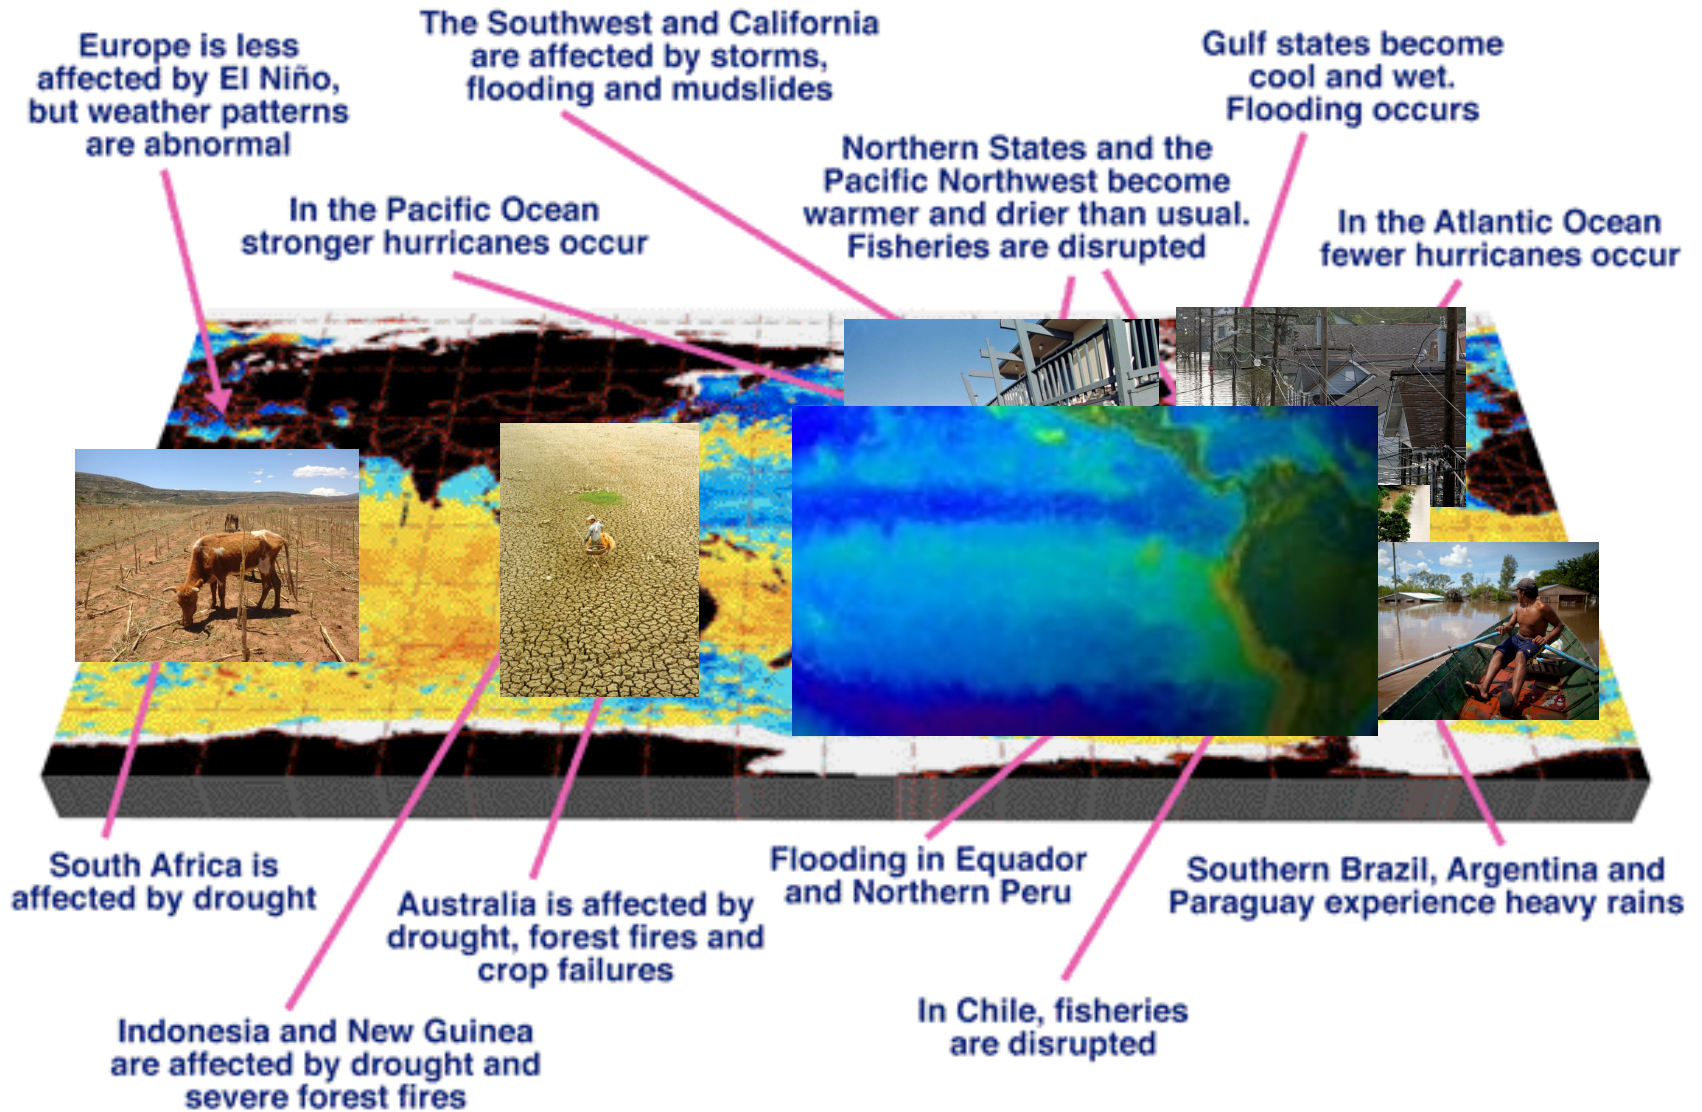 Europe is less
affected by El Niño,
but weather patterns
are abnormal
The Southwest and California
are affected by storms,
flooding and mudslides
Gulf states become
cool and wet.
Flooding occurs
In the Pacific Ocean
stronger hurricanes occur
Northern States and the
Pacific Northwest become
warmer and drier than usual.
Fisheries are disrupted
In the Atlantic Ocean
fewer hurricanes occur
South Africa is
affected by drought
Indonesia and New Guinea
are affected by drought and
severe forest fires
Australia is affected by
drought, forest fires and
crop failures
Flooding in Equador
and Northern Peru
In Chile, fisheries
are disrupted
Southern Brazil, Argentina and
Paraguay experience heavy rains